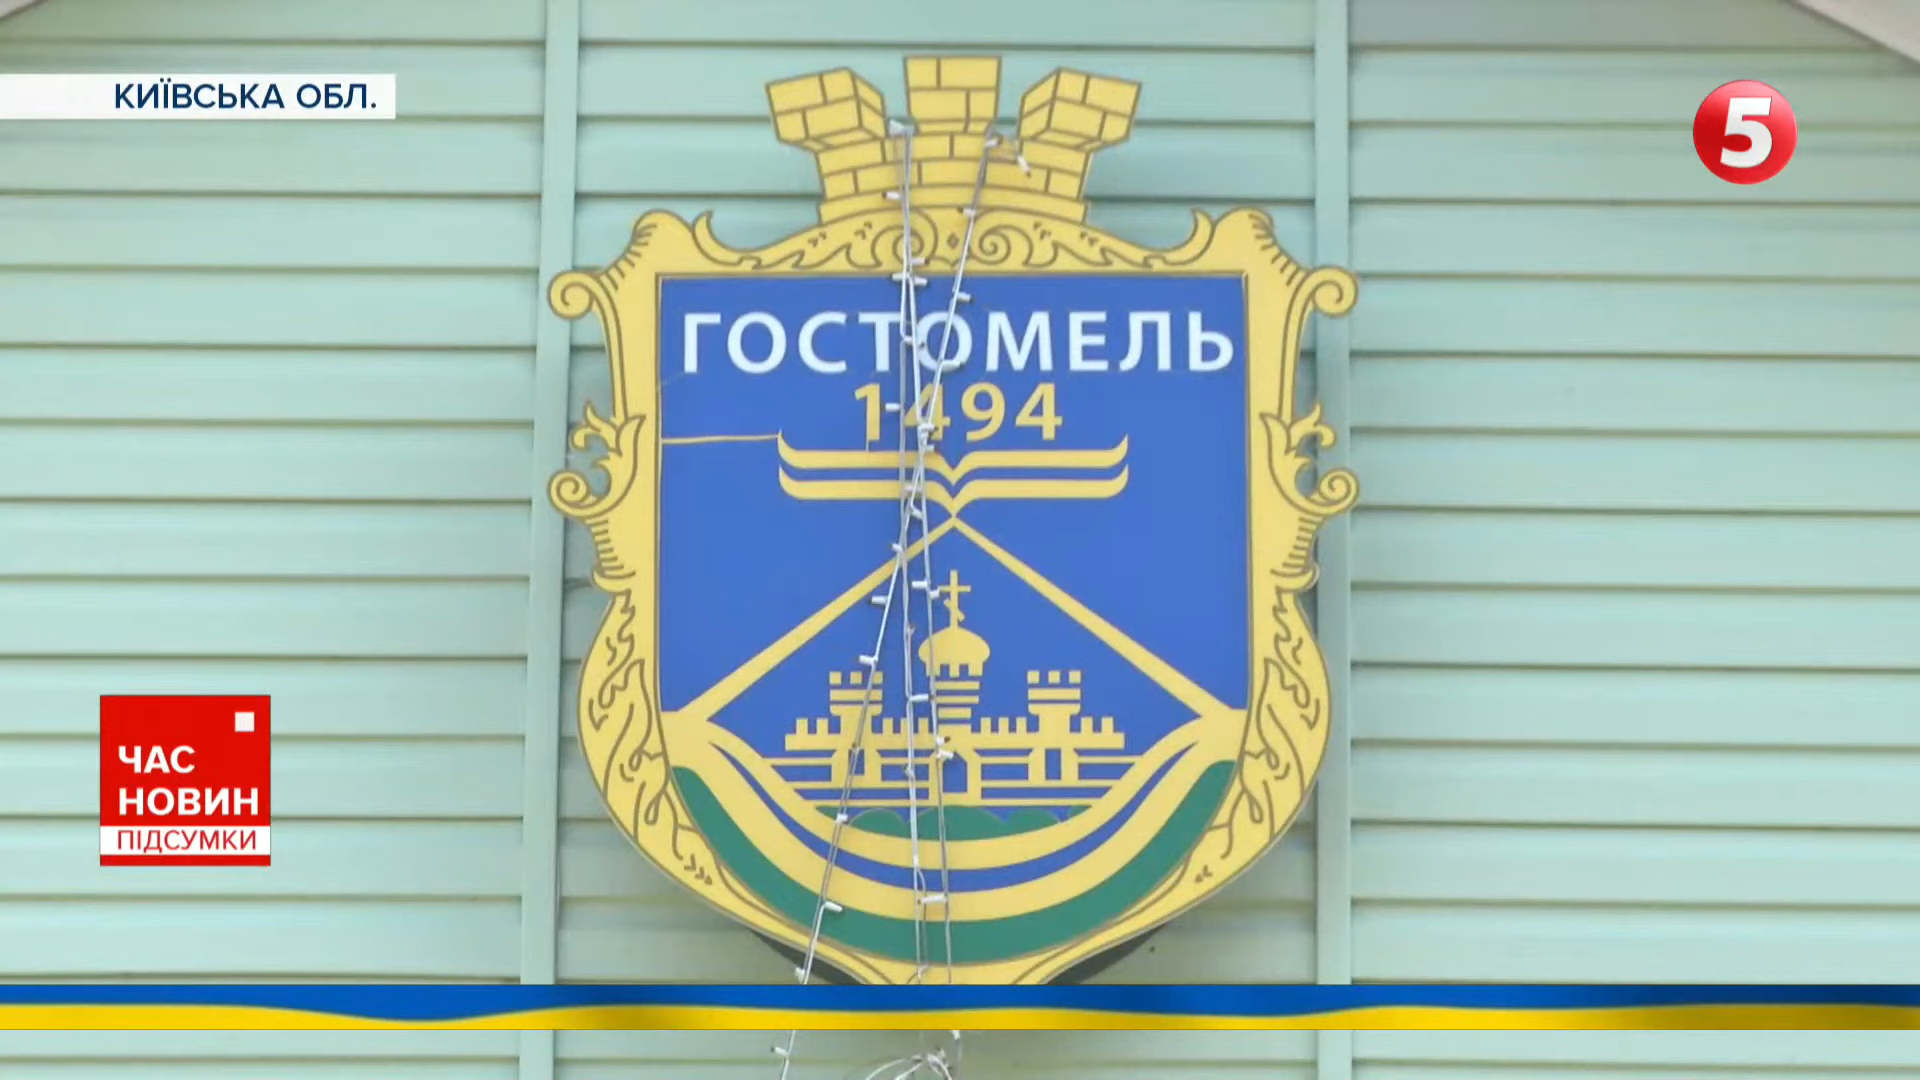 КИЇВСЬКА ОБЛ.
5
ГОСТОМЕЛЬ
1494
ЧАС
НОВИН
ПІДСУМКИ